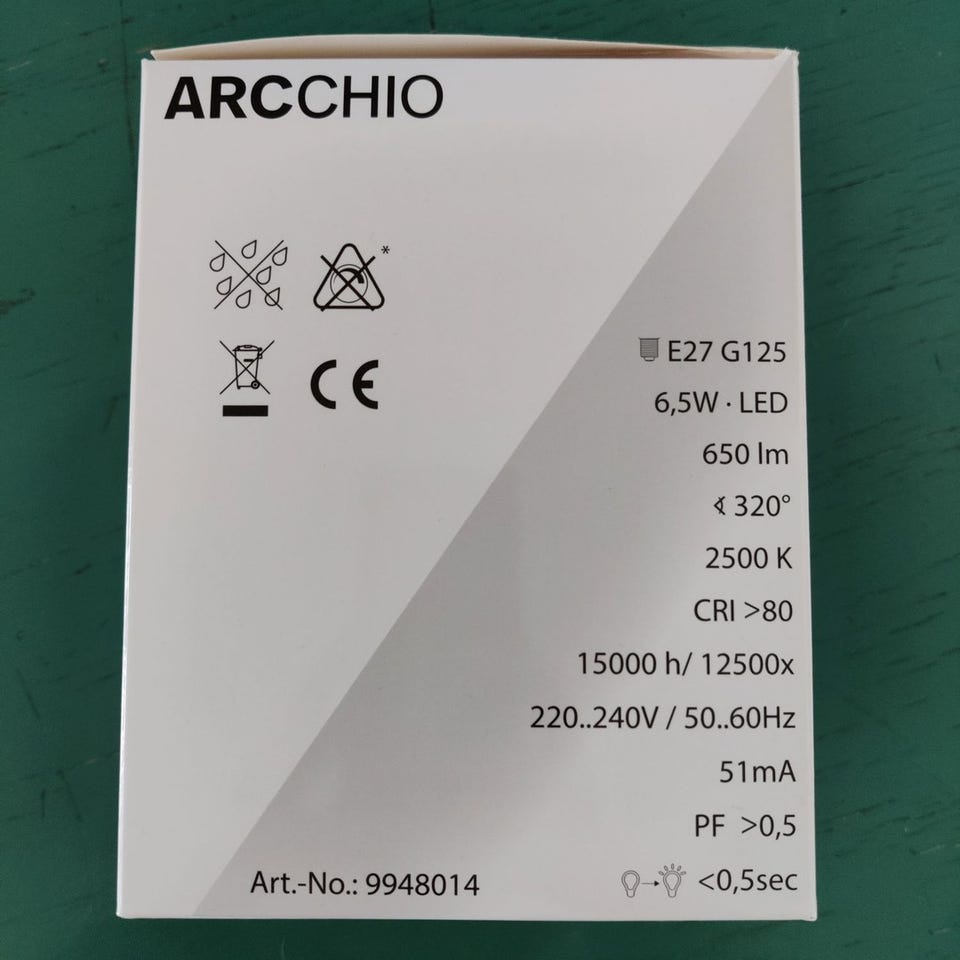 ARCCHIO
*
CE
E27 G125
6,5W · LED
650 lm
∢ 320°
2500 K
CRI >80
15000 h/ 12500x
220..240V / 50..60Hz
51mA
PF >0,5
<0,5sec
Art.-No.: 9948014